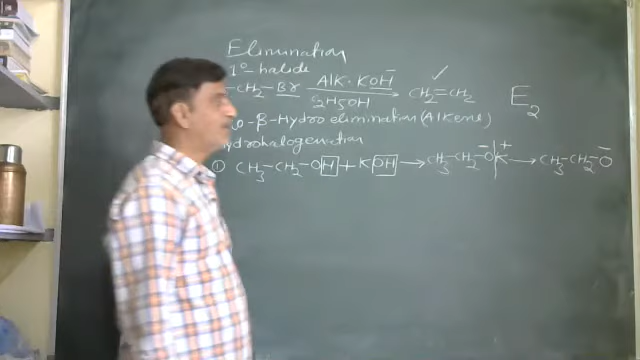 Elimination
1° halide
-CH2-Br Alk. KOH⁻ → C2H5OH CH2=CH2 ✓ E2
-β-Hydro elimination (Alkene)
ydrohalogenation
① CH3-CH2-OH + KOH → CH3-CH2-O⁻K⁺ → CH3-CH2-O⁻